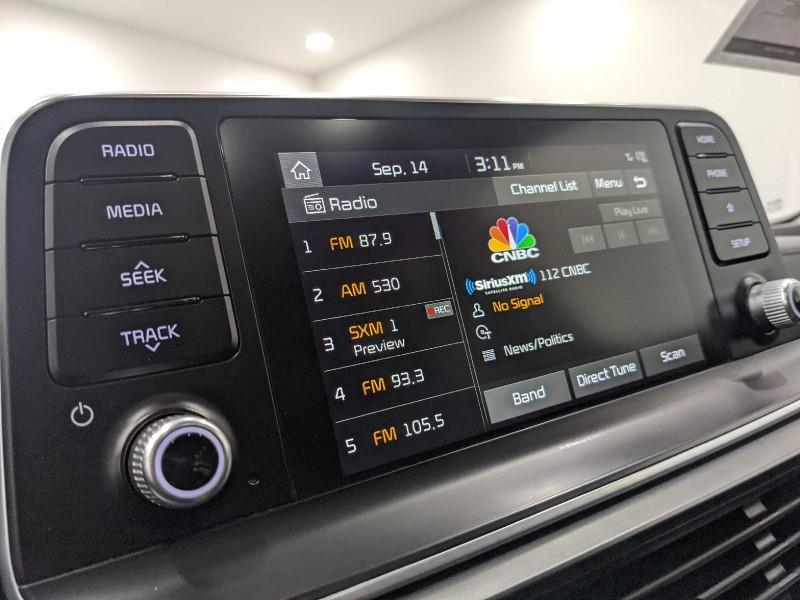 RADIO
MEDIA
SEEK
TRACK
Sep. 14
3:11 PM
Radio
Channel List
Menu
1 FM 87.9
2 AM 530
3 SXM 1
Preview
REC
4 FM 93.3
5 FM 105.5
Play Live
CNBC
SiriusXM
SATELLITE RADIO
112 CNBC
No Signal
News/Politics
Band
Direct Tune
Scan
HOME
PHONE
SETUP